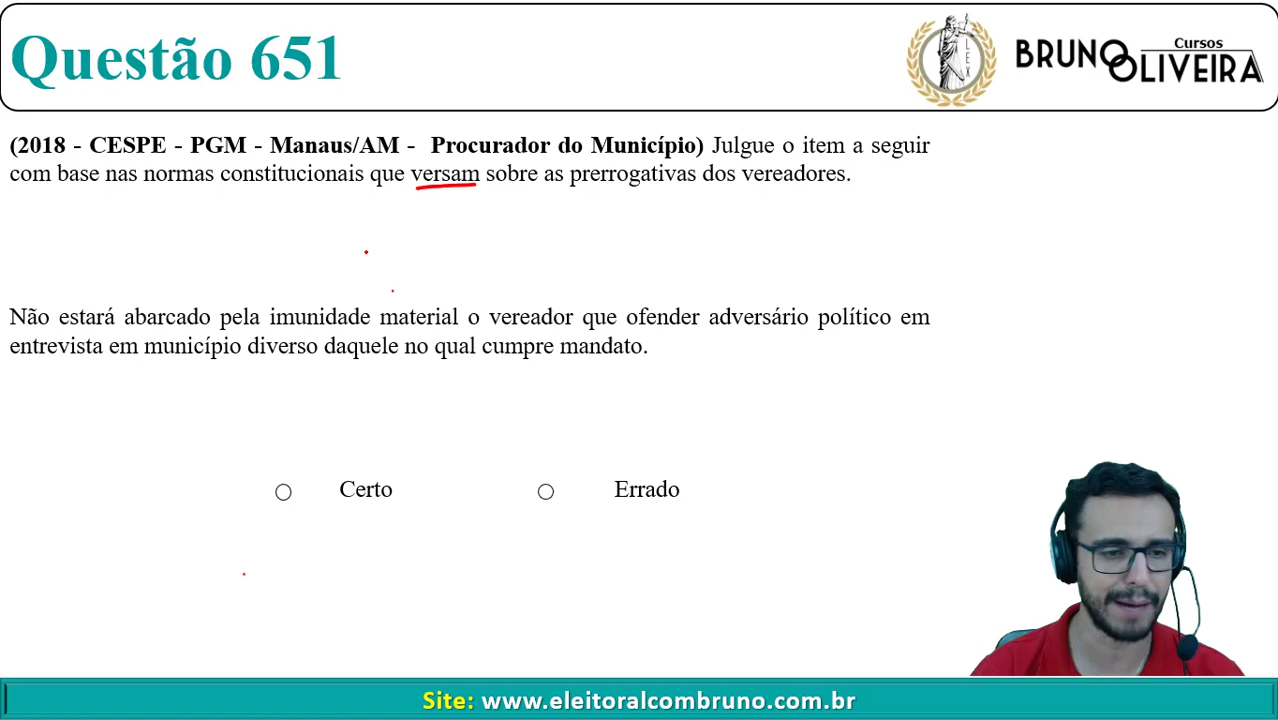 Questão 651
LEX
BRUNO
Cursos
OLIVEIRA
(2018 - CESPE - PGM - Manaus/AM - Procurador do Município) Julgue o item a seguir
com base nas normas constitucionais que versam sobre as prerrogativas dos vereadores.
Não estará abarcado pela imunidade material o vereador que ofender adversário político em
entrevista em município diverso daquele no qual cumpre mandato.
Certo
Errado
Site: www.eleitoralcombruno.com.br